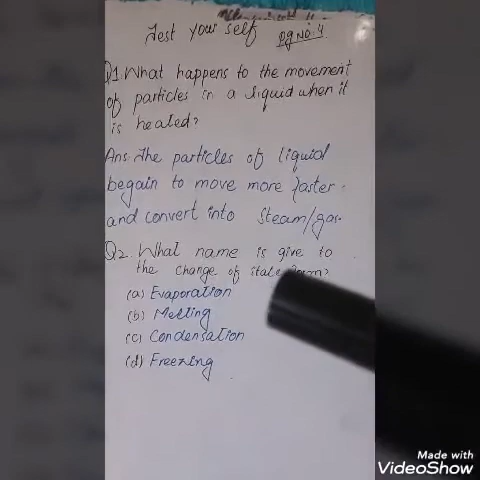 Test your self pg No: 4
Q1. What happens to the movement
of particles in a liquid when it
is heated?
Ans. The particles of liquid
begain to move more faster
and convert into steam/gas.
Q2. What name is give to
the change of state
(a) Evaporation
(b) Melting
(c) Condensation
(d) Freezing
Made with
VideoShow